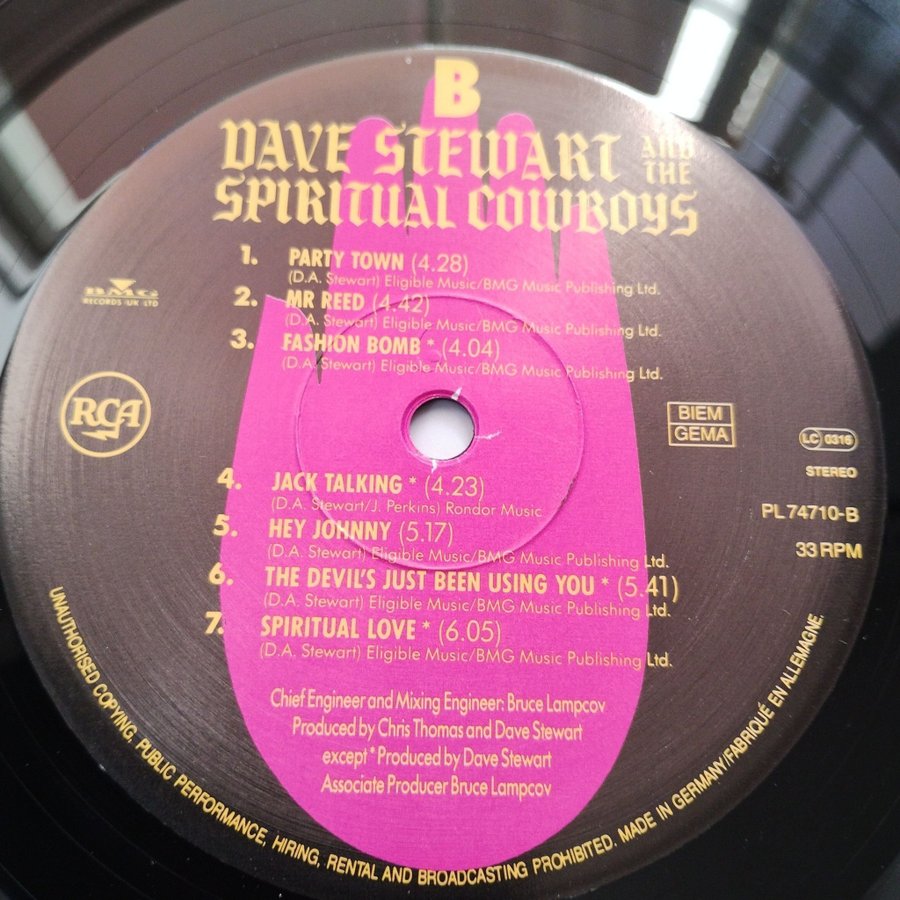 B
DAVE STEWART AND THE
SPIRITUAL COWBOYS
1. PARTY TOWN (4.28)
(D.A. Stewart) Eligible Music/BMG Music Publishing Ltd.
2. MR REED (4.42)
(D.A. Stewart) Eligible Music/BMG Music Publishing Ltd.
3. FASHION BOMB * (4.04)
(D.A. Stewart) Eligible Music/BMG Music Publishing Ltd.
BMG
RECORDS (UK) LTD
RCA
BIEM
GEMA
LC 0316
STEREO
PL 74710-B
33 RPM
4. JACK TALKING * (4.23)
(D.A. Stewart/J. Perkins) Rondor Music
5. HEY JOHNNY (5.17)
(D.A. Stewart) Eligible Music/BMG Music Publishing Ltd.
6. THE DEVIL'S JUST BEEN USING YOU * (5.41)
(D.A. Stewart) Eligible Music/BMG Music Publishing Ltd.
7. SPIRITUAL LOVE * (6.05)
(D.A. Stewart) Eligible Music/BMG Music Publishing Ltd.
Chief Engineer and Mixing Engineer: Bruce Lampcov
Produced by Chris Thomas and Dave Stewart
except * Produced by Dave Stewart
Associate Producer Bruce Lampcov
UNAUTHORISED COPYING, PUBLIC PERFORMANCE, HIRING, RENTAL AND BROADCASTING PROHIBITED. MADE IN GERMANY/FABRIQUÉ EN ALLEMAGNE.